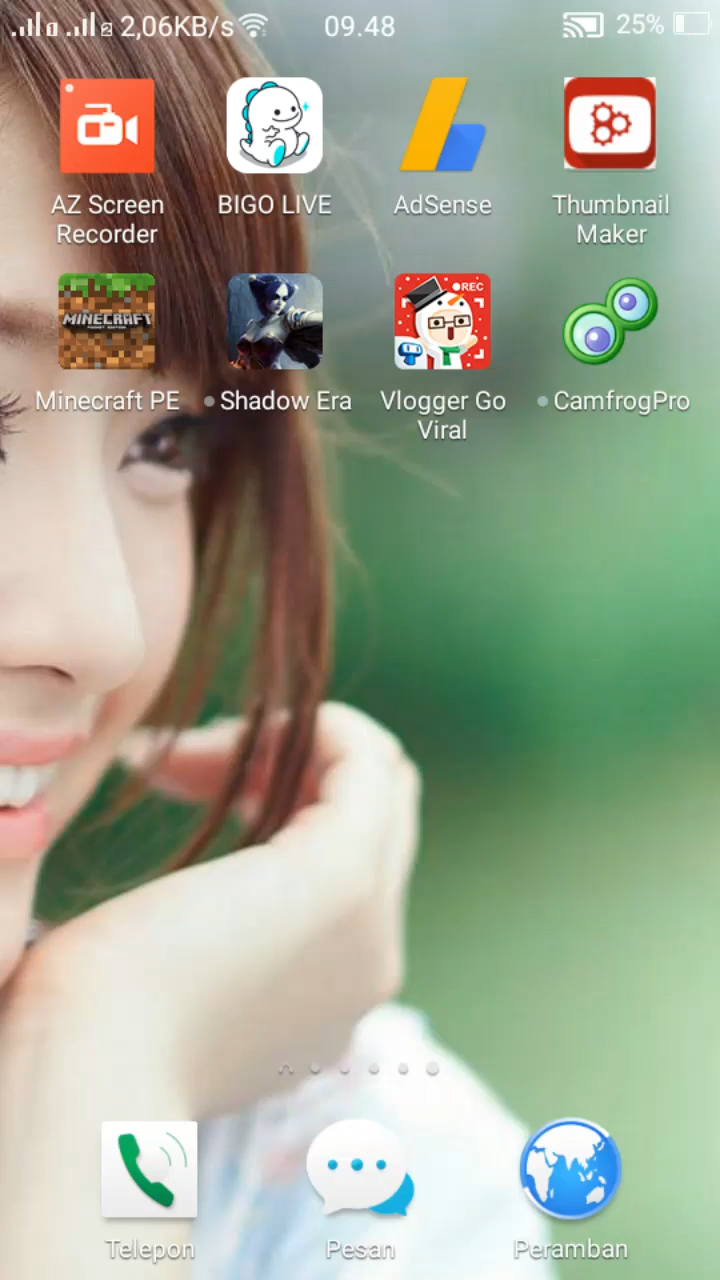 2,06KB/s 09.48 25%
AZ Screen Recorder
BIGO LIVE
AdSense
Thumbnail Maker
REC
MINECRAFT
Minecraft PE
Shadow Era
Vlogger Go Viral
CamfrogPro
Telepon
Pesan
Peramban